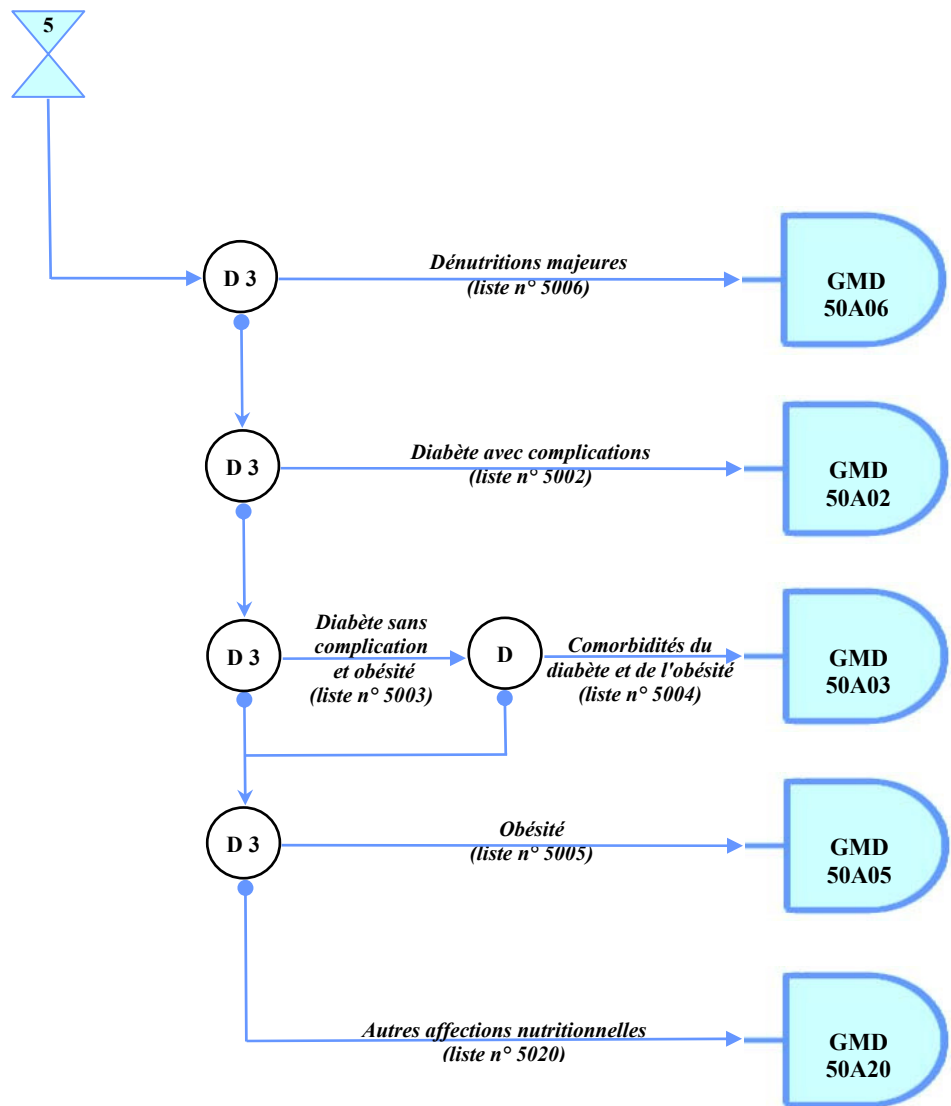 5
D 3
Dénutritions majeures
(liste n° 5006)
GMD
50A06
D 3
Diabète avec complications
(liste n° 5002)
GMD
50A02
D 3
Diabète sans
complication
et obésité
(liste n° 5003)
D
Comorbidités du
diabète et de l'obésité
(liste n° 5004)
GMD
50A03
D 3
Obésité
(liste n° 5005)
GMD
50A05
Autres affections nutritionnelles
(liste n° 5020)
GMD
50A20